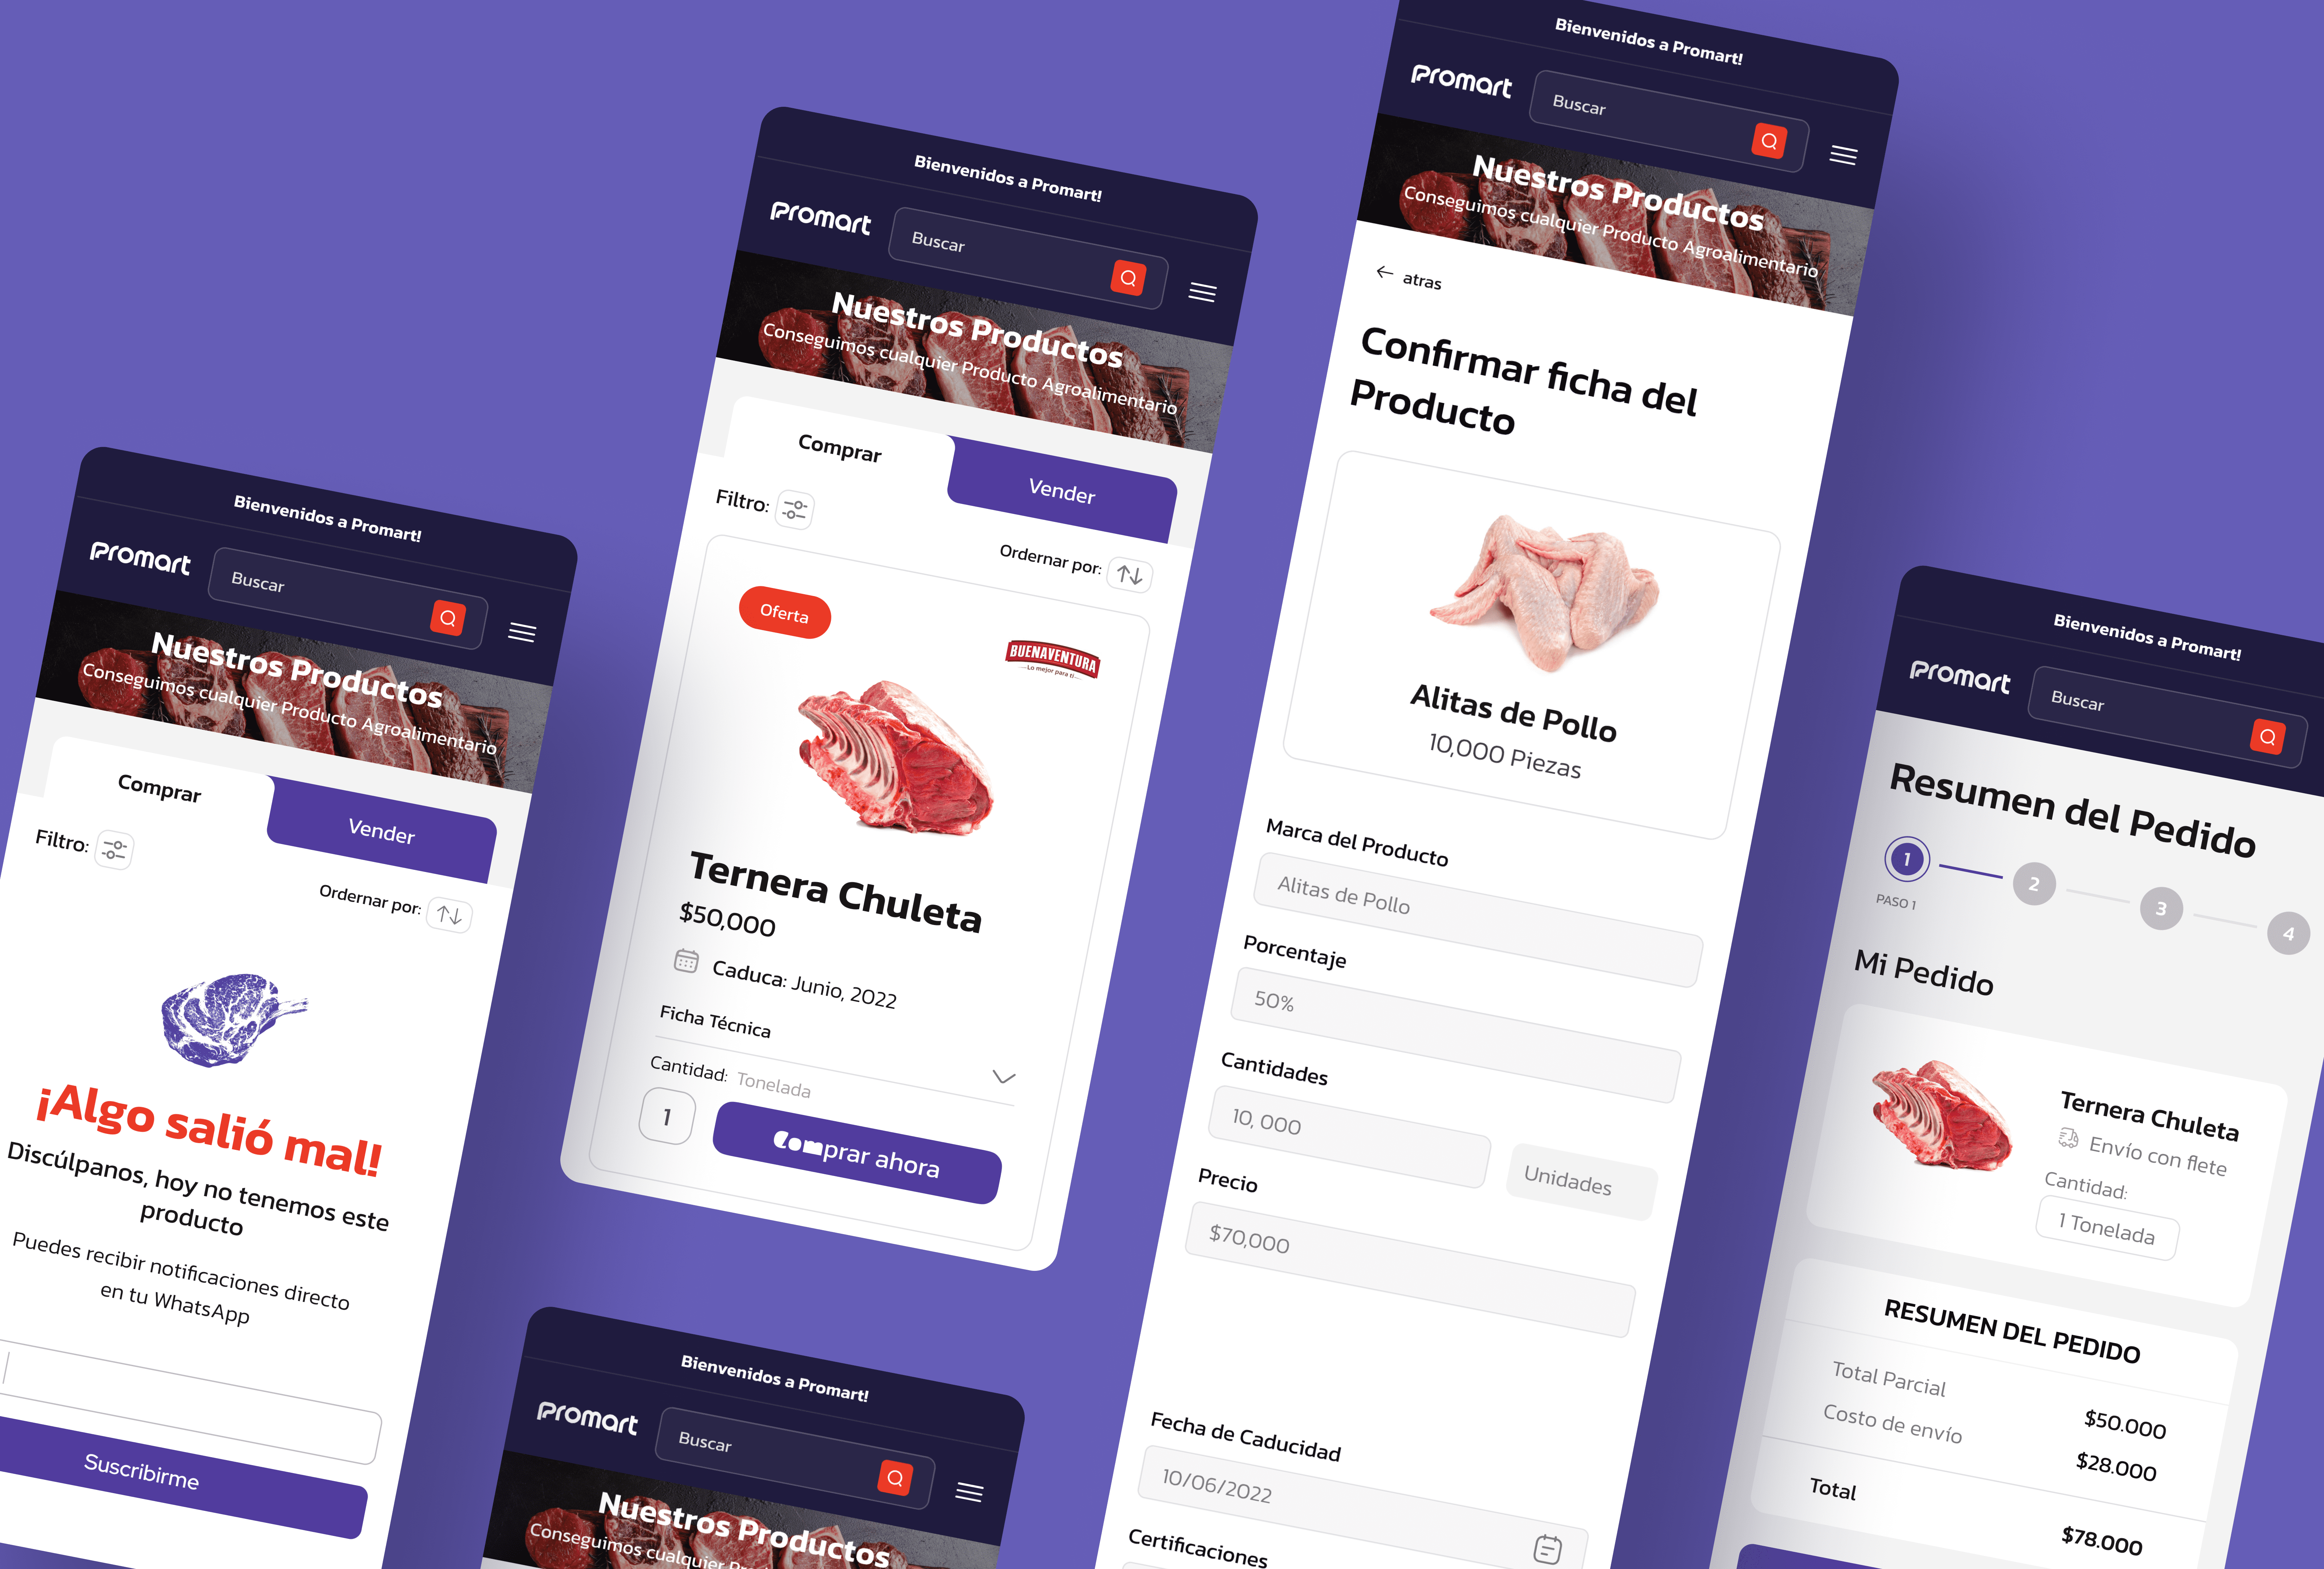 Bienvenidos a Promart!
Promart
Buscar
Nuestros Productos
Conseguimos cualquier Producto Agroalimentario
Comprar
Vender
Filtro:
Ordernar por:
¡Algo salió mal!
Discúlpanos, hoy no tenemos este
producto
Puedes recibir notificaciones directo
en tu WhatsApp
Suscribirme
Bienvenidos a Promart!
Promart
Buscar
Nuestros Productos
Conseguimos cualquier Producto Agroalimentario
Comprar
Vender
Filtro:
Ordernar por:
Oferta
BUENAVENTURA
Lo mejor para ti
Ternera Chuleta
$50,000
Caduca: Junio, 2022
Ficha Técnica
Cantidad: Tonelada
1
Comprar ahora
Bienvenidos a Promart!
Promart
Buscar
Nuestros Productos
Conseguimos cualquier
Bienvenidos a Promart!
Promart
Buscar
Nuestros Productos
Conseguimos cualquier Producto Agroalimentario
← atras
Confirmar ficha del
Producto
Alitas de Pollo
10,000 Piezas
Marca del Producto
Alitas de Pollo
Porcentaje
50%
Cantidades
10, 000
Unidades
Precio
$70,000
Fecha de Caducidad
10/06/2022
Certificaciones
Bienvenidos a Promart!
Promart
Buscar
Resumen del Pedido
1 2 3 4
PASO 1
Mi Pedido
Ternera Chuleta
Envío con flete
Cantidad:
1 Tonelada
RESUMEN DEL PEDIDO
Total Parcial
$50.000
Costo de envío
$28.000
Total
$78.000